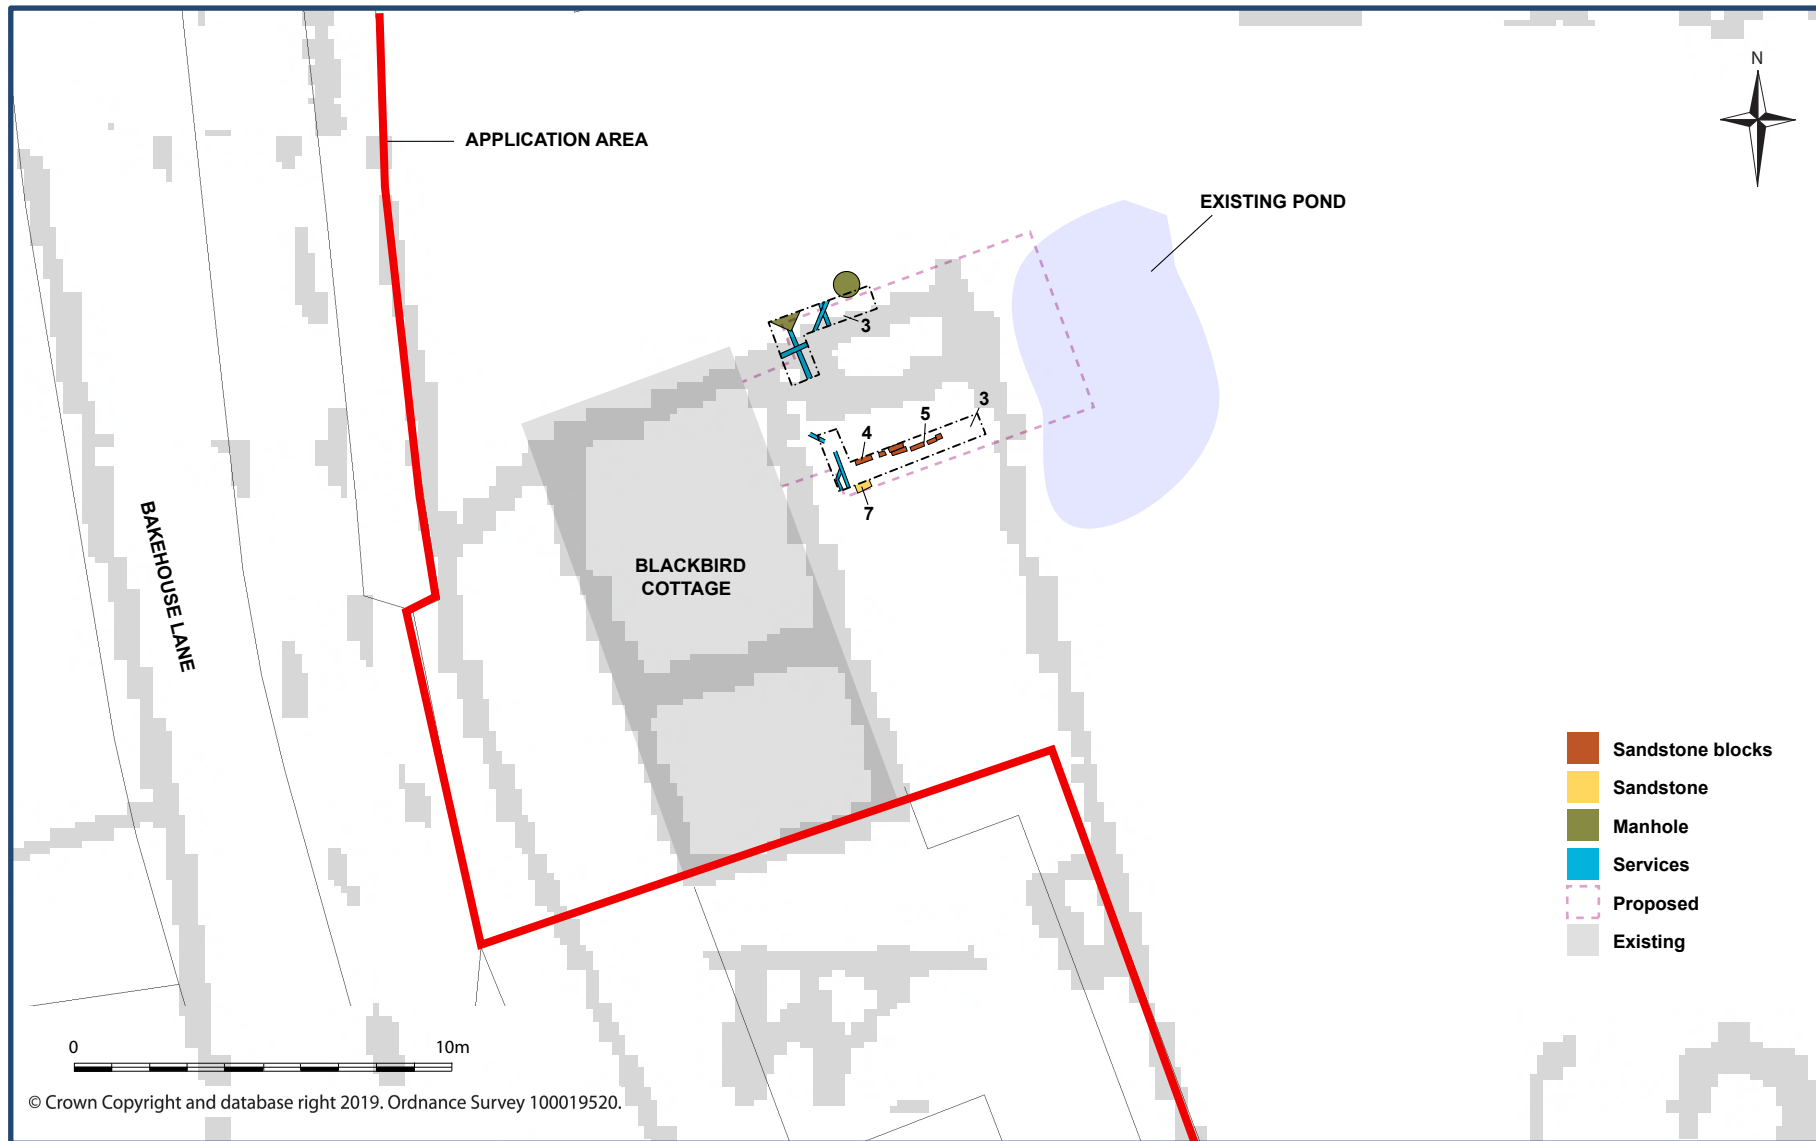 N
APPLICATION AREA
EXISTING POND
3
3
5
4
7
BLACKBIRD
COTTAGE
BAKEHOUSE LANE
Sandstone blocks
Sandstone
Manhole
Services
Proposed
Existing
0 10m
© Crown Copyright and database right 2019. Ordnance Survey 100019520.